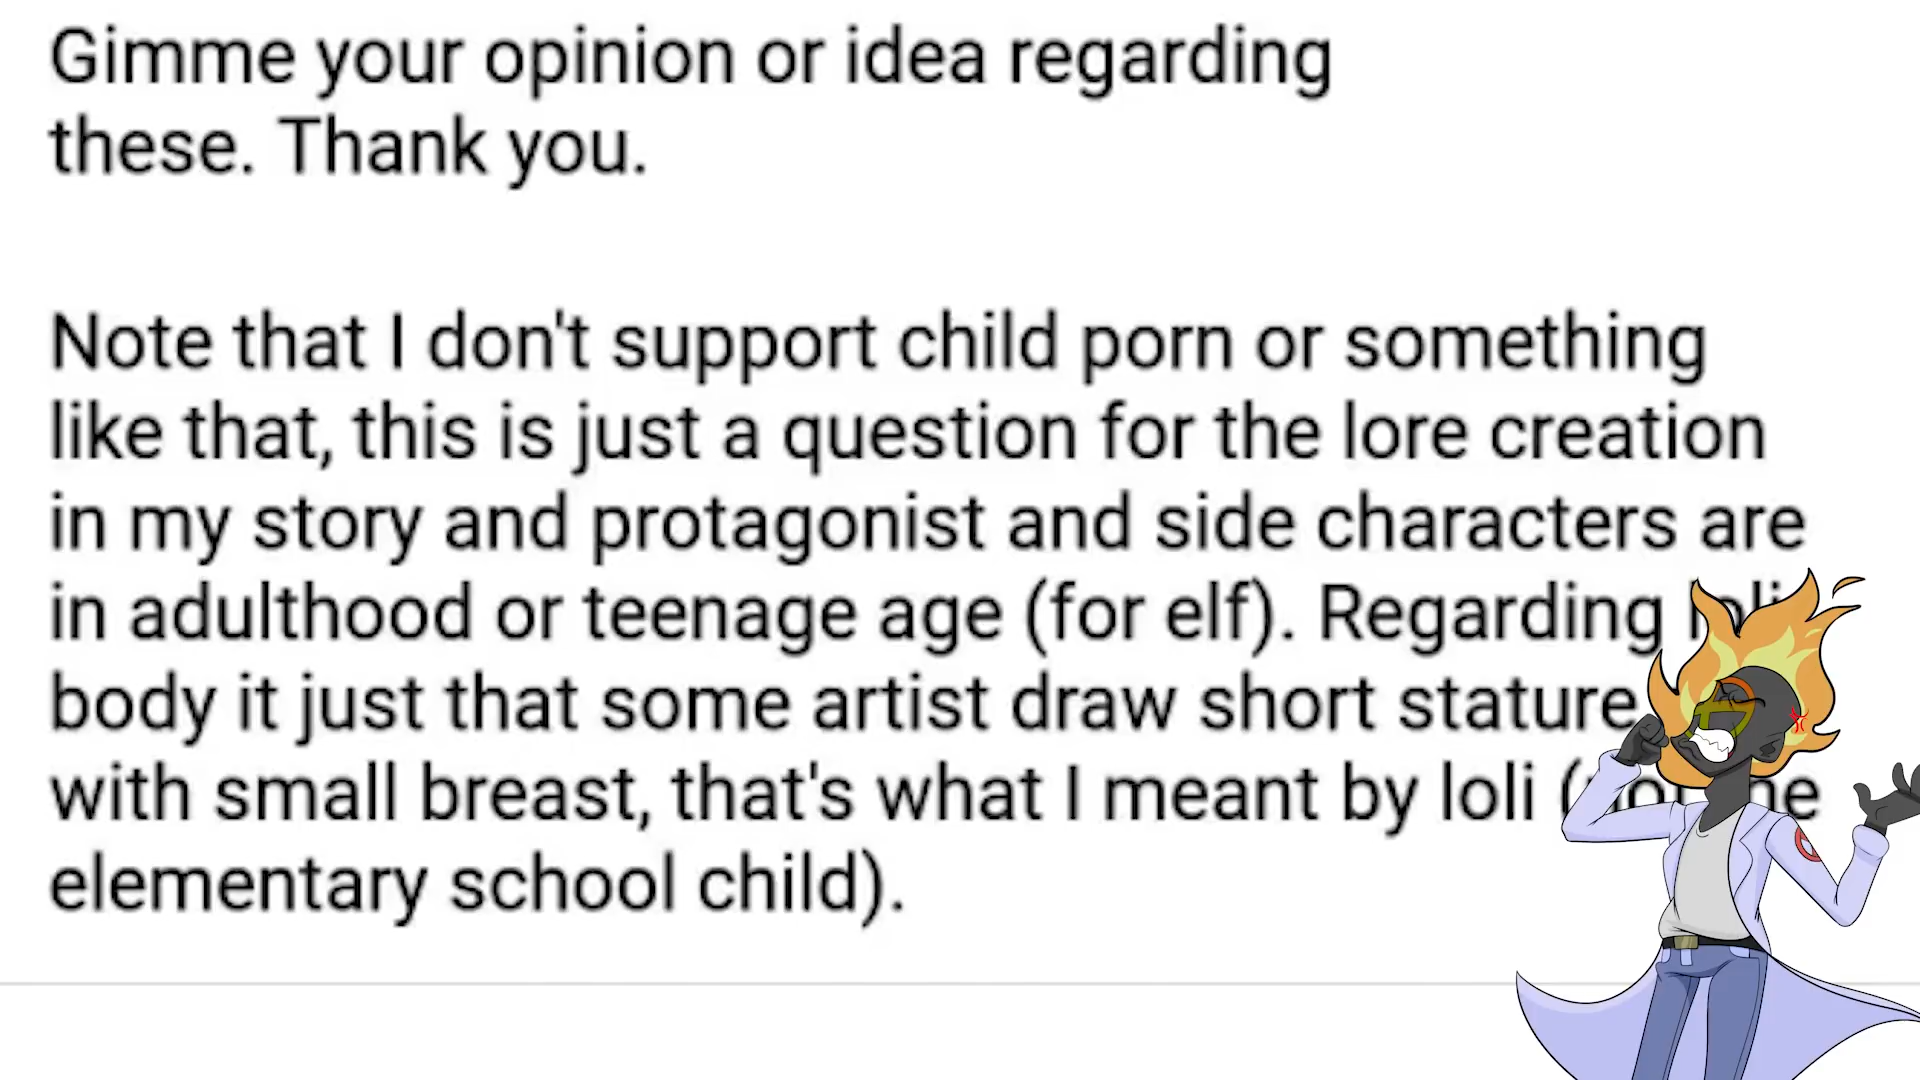 Gimme your opinion or idea regarding
these. Thank you.
Note that I don't support child porn or something
like that, this is just a question for the lore creation
in my story and protagonist and side characters are
in adulthood or teenage age (for elf). Regarding
body it just that some artist draw short stature
with small breast, that's what I meant by loli
elementary school child).